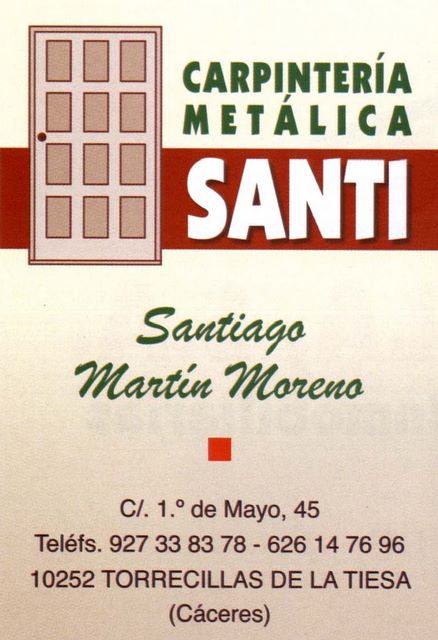 CARPINTERÍA
METÁLICA
SANTI
Santiago
Martín Moreno
C/. 1.º de Mayo, 45
Teléfs. 927 33 83 78 - 626 14 76 96
10252 TORRECILLAS DE LA TIESA
(Cáceres)